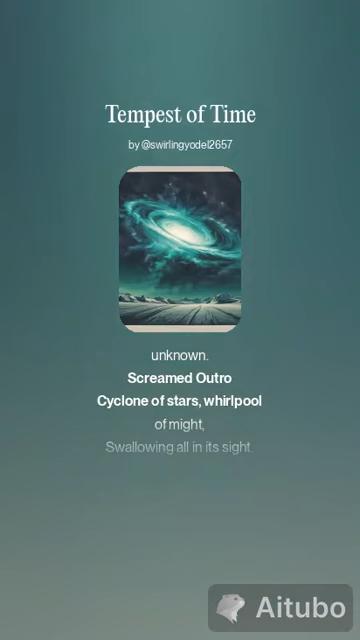 Tempest of Time
by @swirlingyodel2657
unknown.
Screamed Outro
Cyclone of stars, whirlpool
of might,
Swallowing all in its sight.
Aitubo